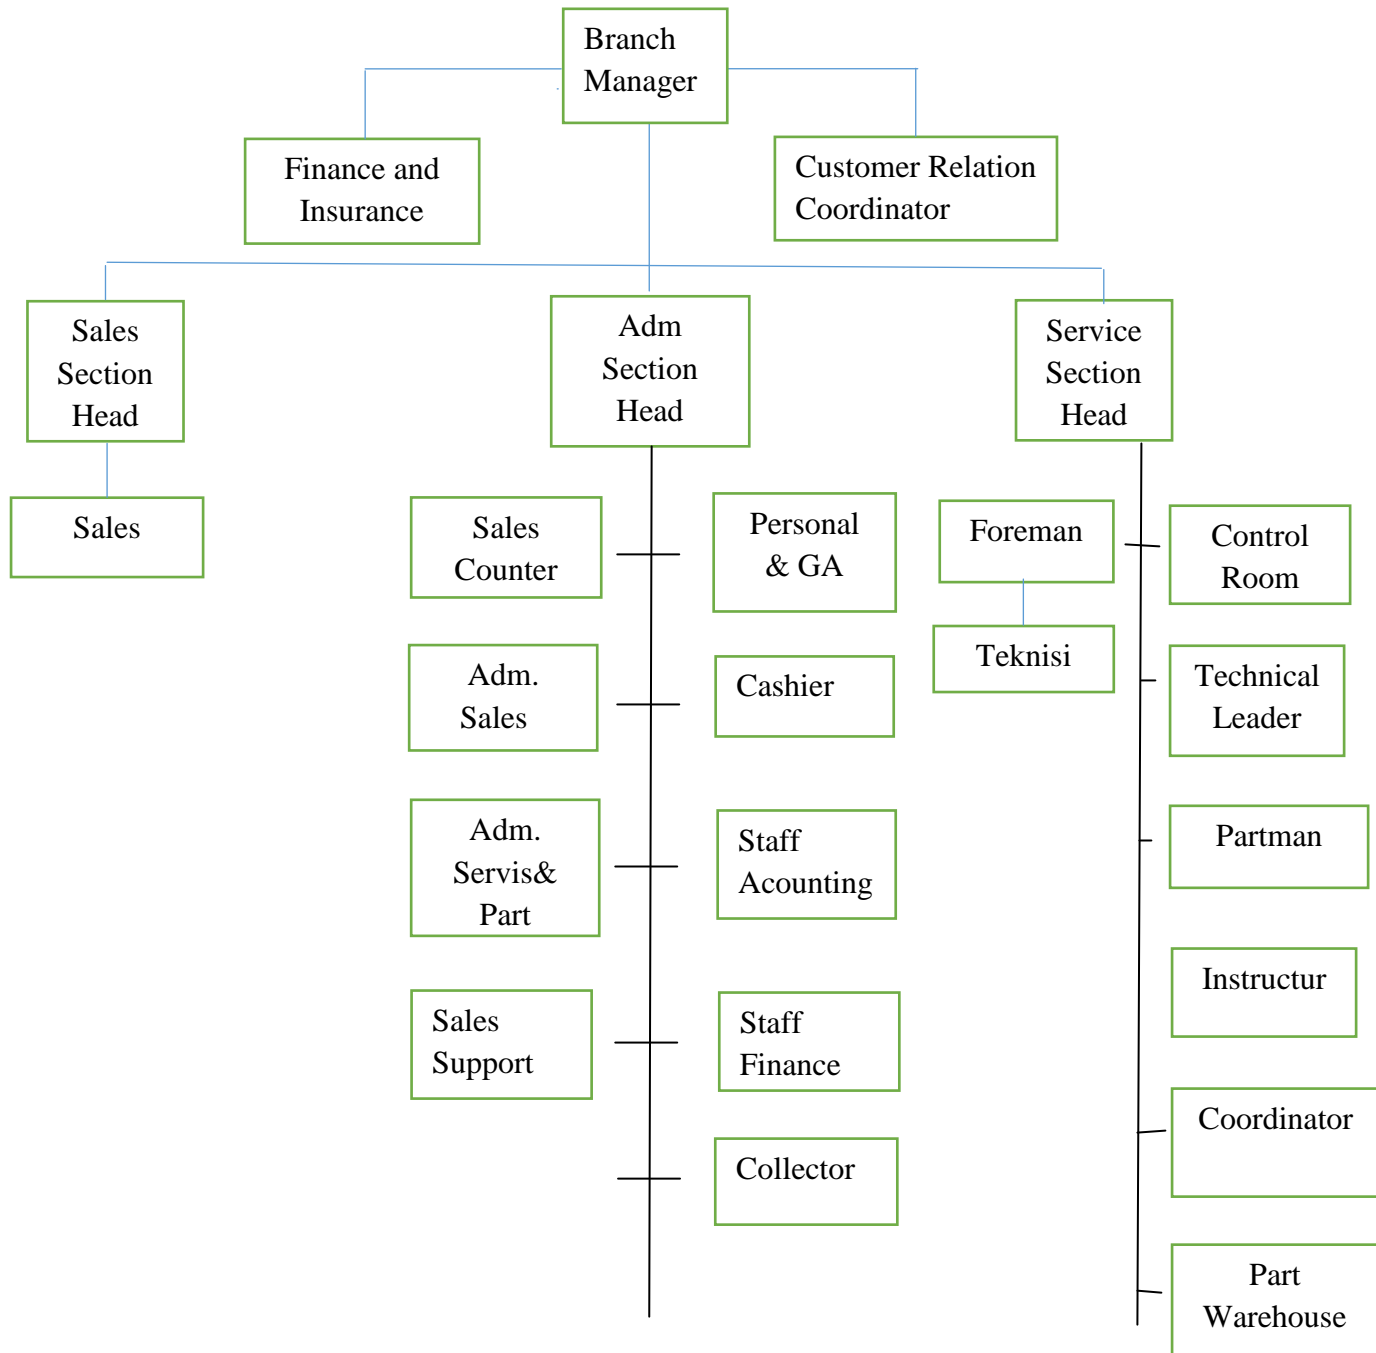 Branch
Manager
Finance and
Insurance
Customer Relation
Coordinator
Sales
Section
Head
Adm
Section
Head
Service
Section
Head
Sales
Sales
Counter
Personal
& GA
Foreman
Control
Room
Adm.
Sales
Cashier
Teknisi
Technical
Leader
Adm.
Servis&
Part
Staff
Acounting
Partman
Sales
Support
Staff
Finance
Instructur
Collector
Coordinator
Part
Warehouse